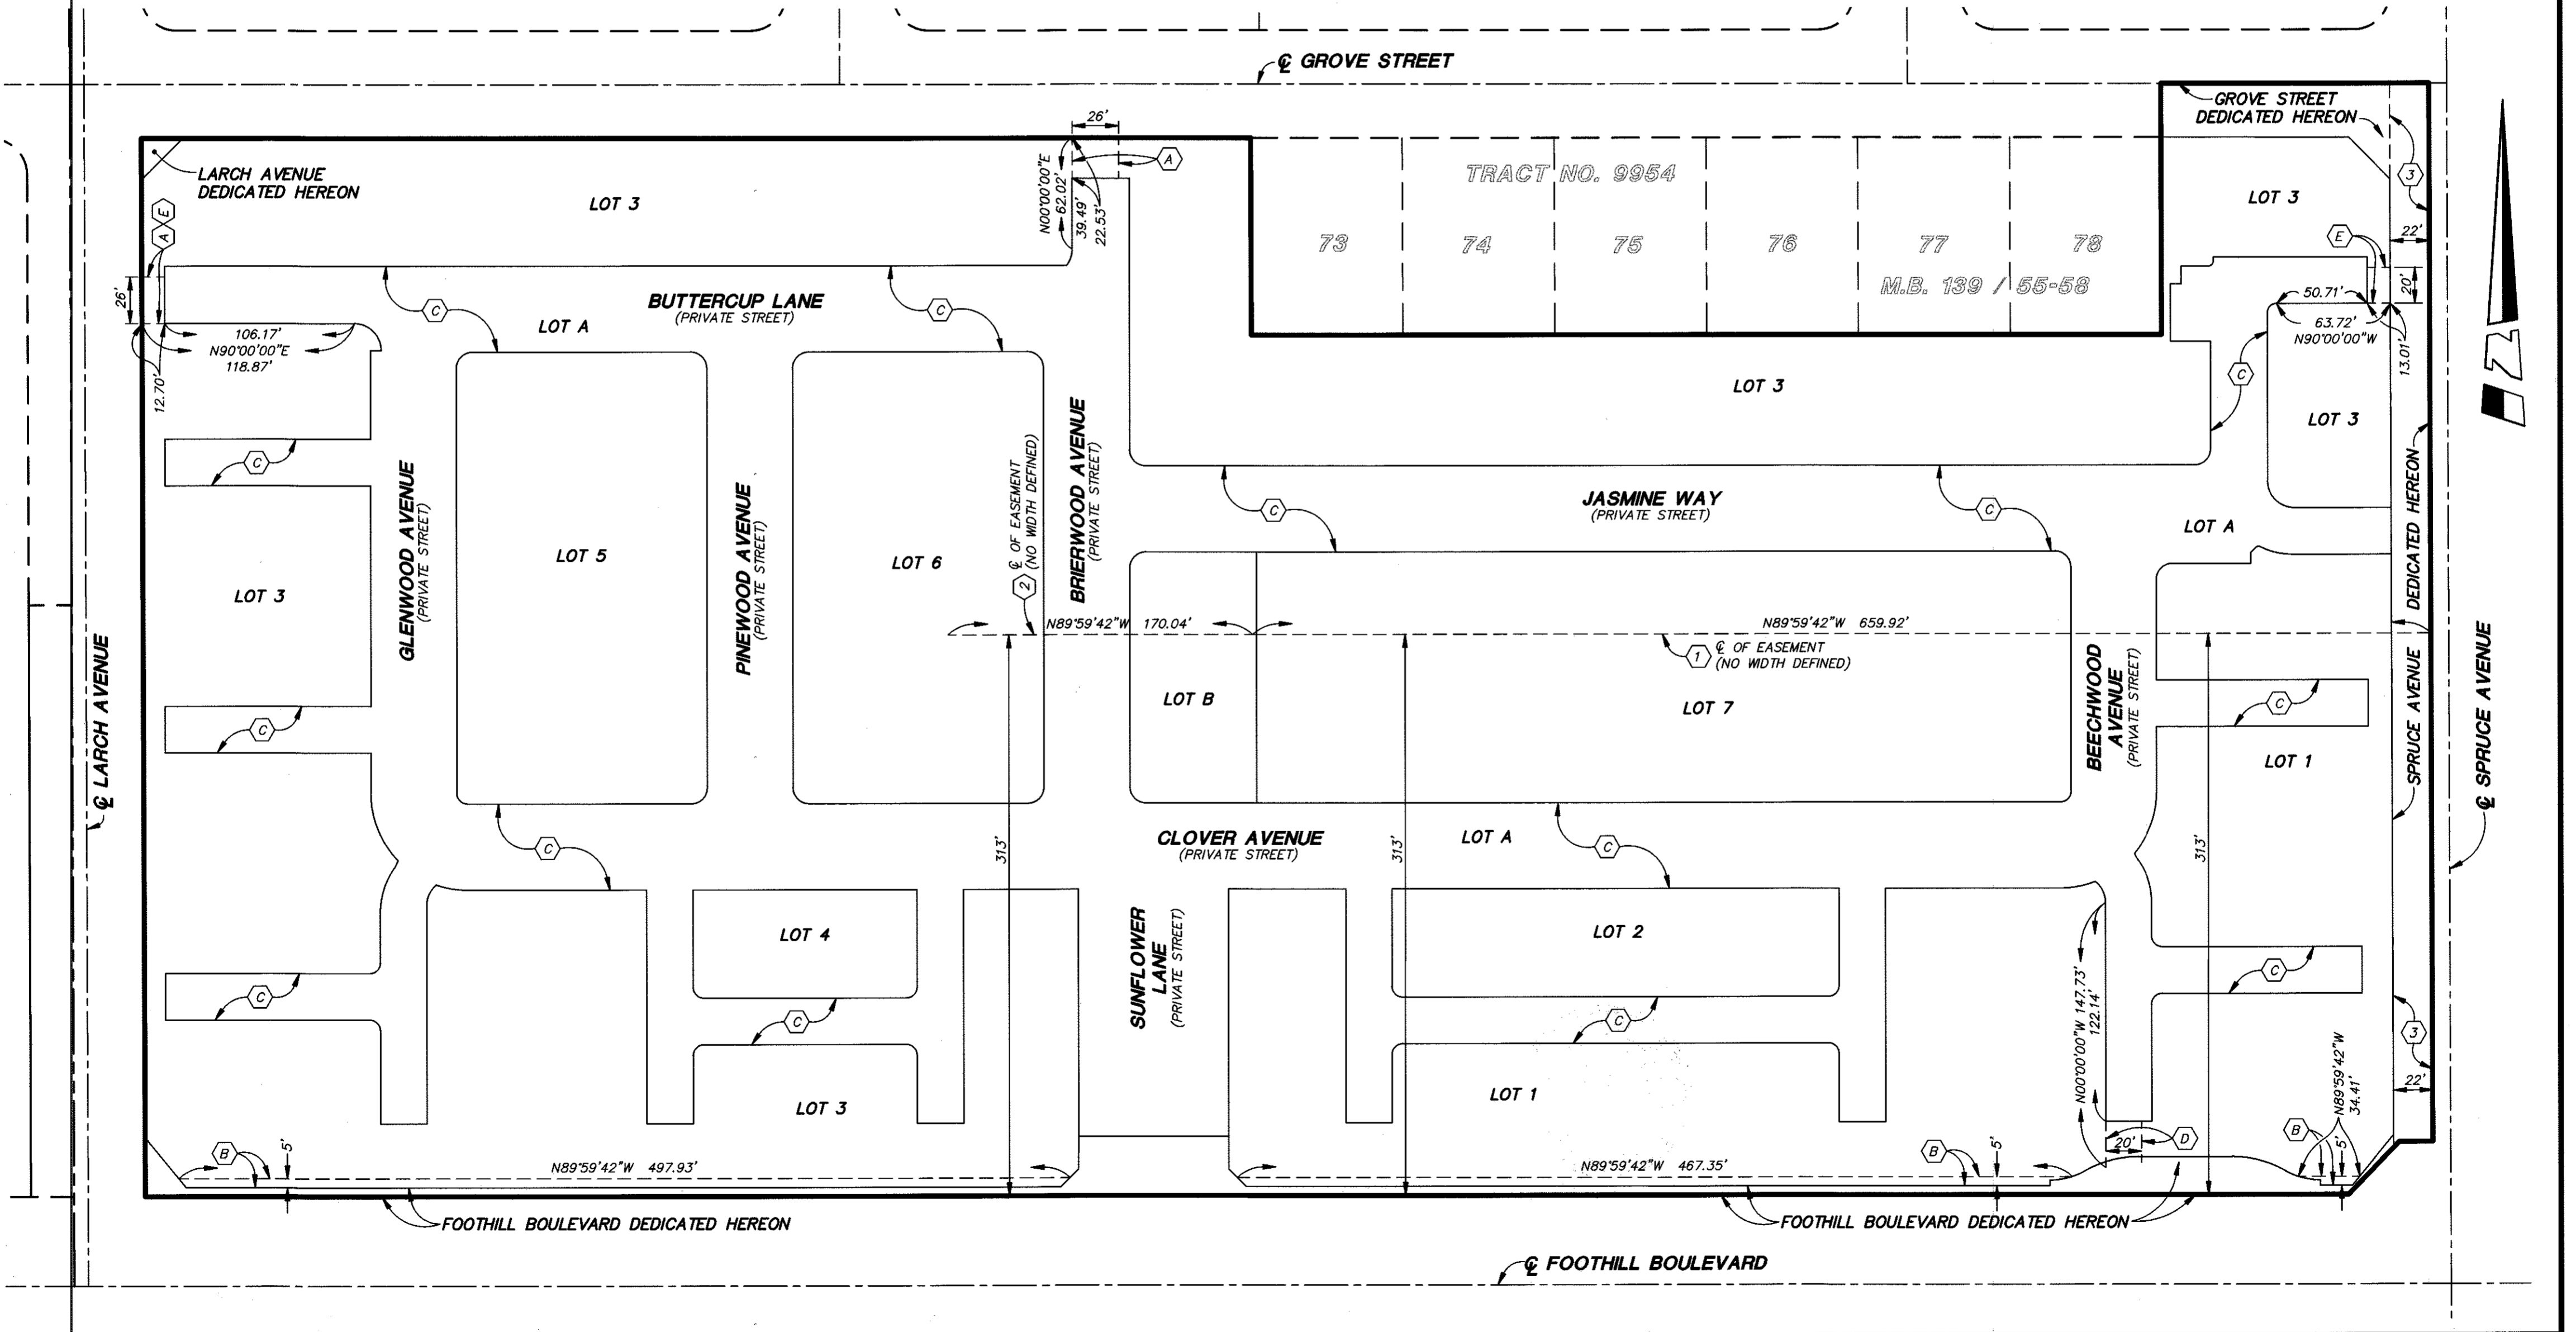 ℄ GROVE STREET
GROVE STREET
DEDICATED HEREON
26'
A
N00°00'00"E
62.02'
39.49'
22.53'
LARCH AVENUE
DEDICATED HEREON
LOT 3
TRACT NO. 9954
LOT 3
3
22'
E
A
E
73
74
75
76
77
78
M.B. 139 / 55-58
26'
BUTTERCUP LANE
(PRIVATE STREET)
LOT A
C
C
50.71'
20'
63.72'
N90°00'00"W
13.01'
106.17'
N90°00'00"E
118.87'
12.70'
C
LOT 3
LOT 3
C
GLENWOOD AVENUE
(PRIVATE STREET)
PINEWOOD AVENUE
(PRIVATE STREET)
℄ OF EASEMENT
(NO WIDTH DEFINED)
2
BRIERWOOD AVENUE
(PRIVATE STREET)
C
JASMINE WAY
(PRIVATE STREET)
C
LOT A
LOT 5
LOT 6
LOT 3
N89°59'42"W 170.04'
N89°59'42"W 659.92'
1
℄ OF EASEMENT
(NO WIDTH DEFINED)
SPRUCE AVENUE DEDICATED HEREON
℄ LARCH AVENUE
℄ SPRUCE AVENUE
C
LOT B
LOT 7
BEECHWOOD
AVENUE
(PRIVATE STREET)
C
LOT 1
CLOVER AVENUE
(PRIVATE STREET)
LOT A
C
C
313'
313'
313'
LOT 4
SUNFLOWER
LANE
(PRIVATE STREET)
LOT 2
C
C
C
C
N00°00'00"W 147.73'
122.14'
3
22'
LOT 3
LOT 1
N89°59'42"W
34.41'
B
5'
N89°59'42"W 497.93'
N89°59'42"W 467.35'
B
5'
20'
D
B
5'
FOOTHILL BOULEVARD DEDICATED HEREON
FOOTHILL BOULEVARD DEDICATED HEREON
℄ FOOTHILL BOULEVARD